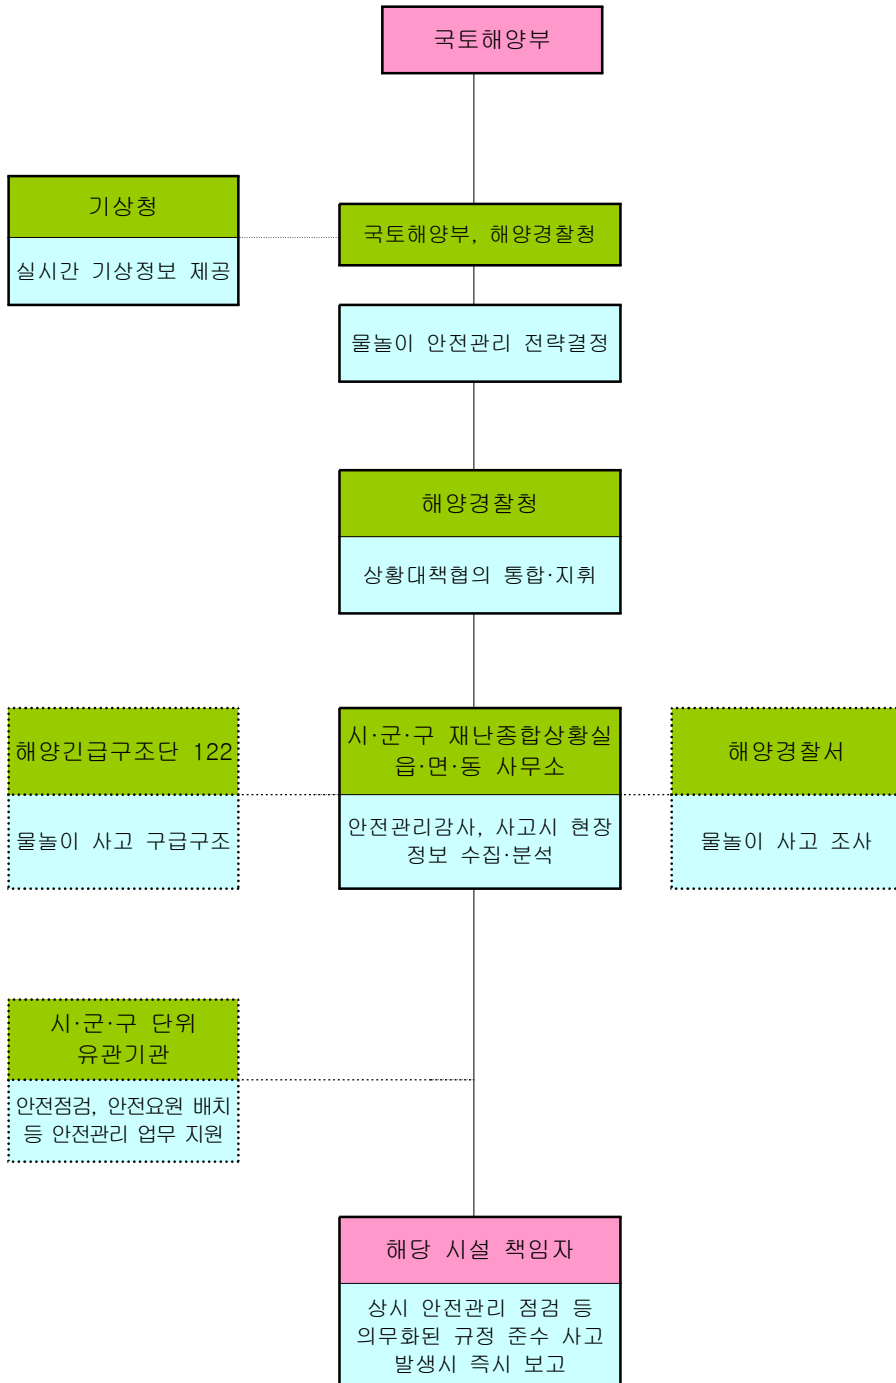 국토해양부
기상청
실시간 기상정보 제공
국토해양부, 해양경찰청
물놀이 안전관리 전략결정
해양경찰청
상황대책협의 통합·지휘
해양긴급구조단 122
물놀이 사고 구급구조
시·군·구 재난종합상황실
읍·면·동 사무소
안전관리감사, 사고시 현장
정보 수집·분석
해양경찰서
물놀이 사고 조사
시·군·구 단위
유관기관
안전점검, 안전요원 배치
등 안전관리 업무 지원
해당 시설 책임자
상시 안전관리 점검 등
의무화된 규정 준수 사고
발생시 즉시 보고